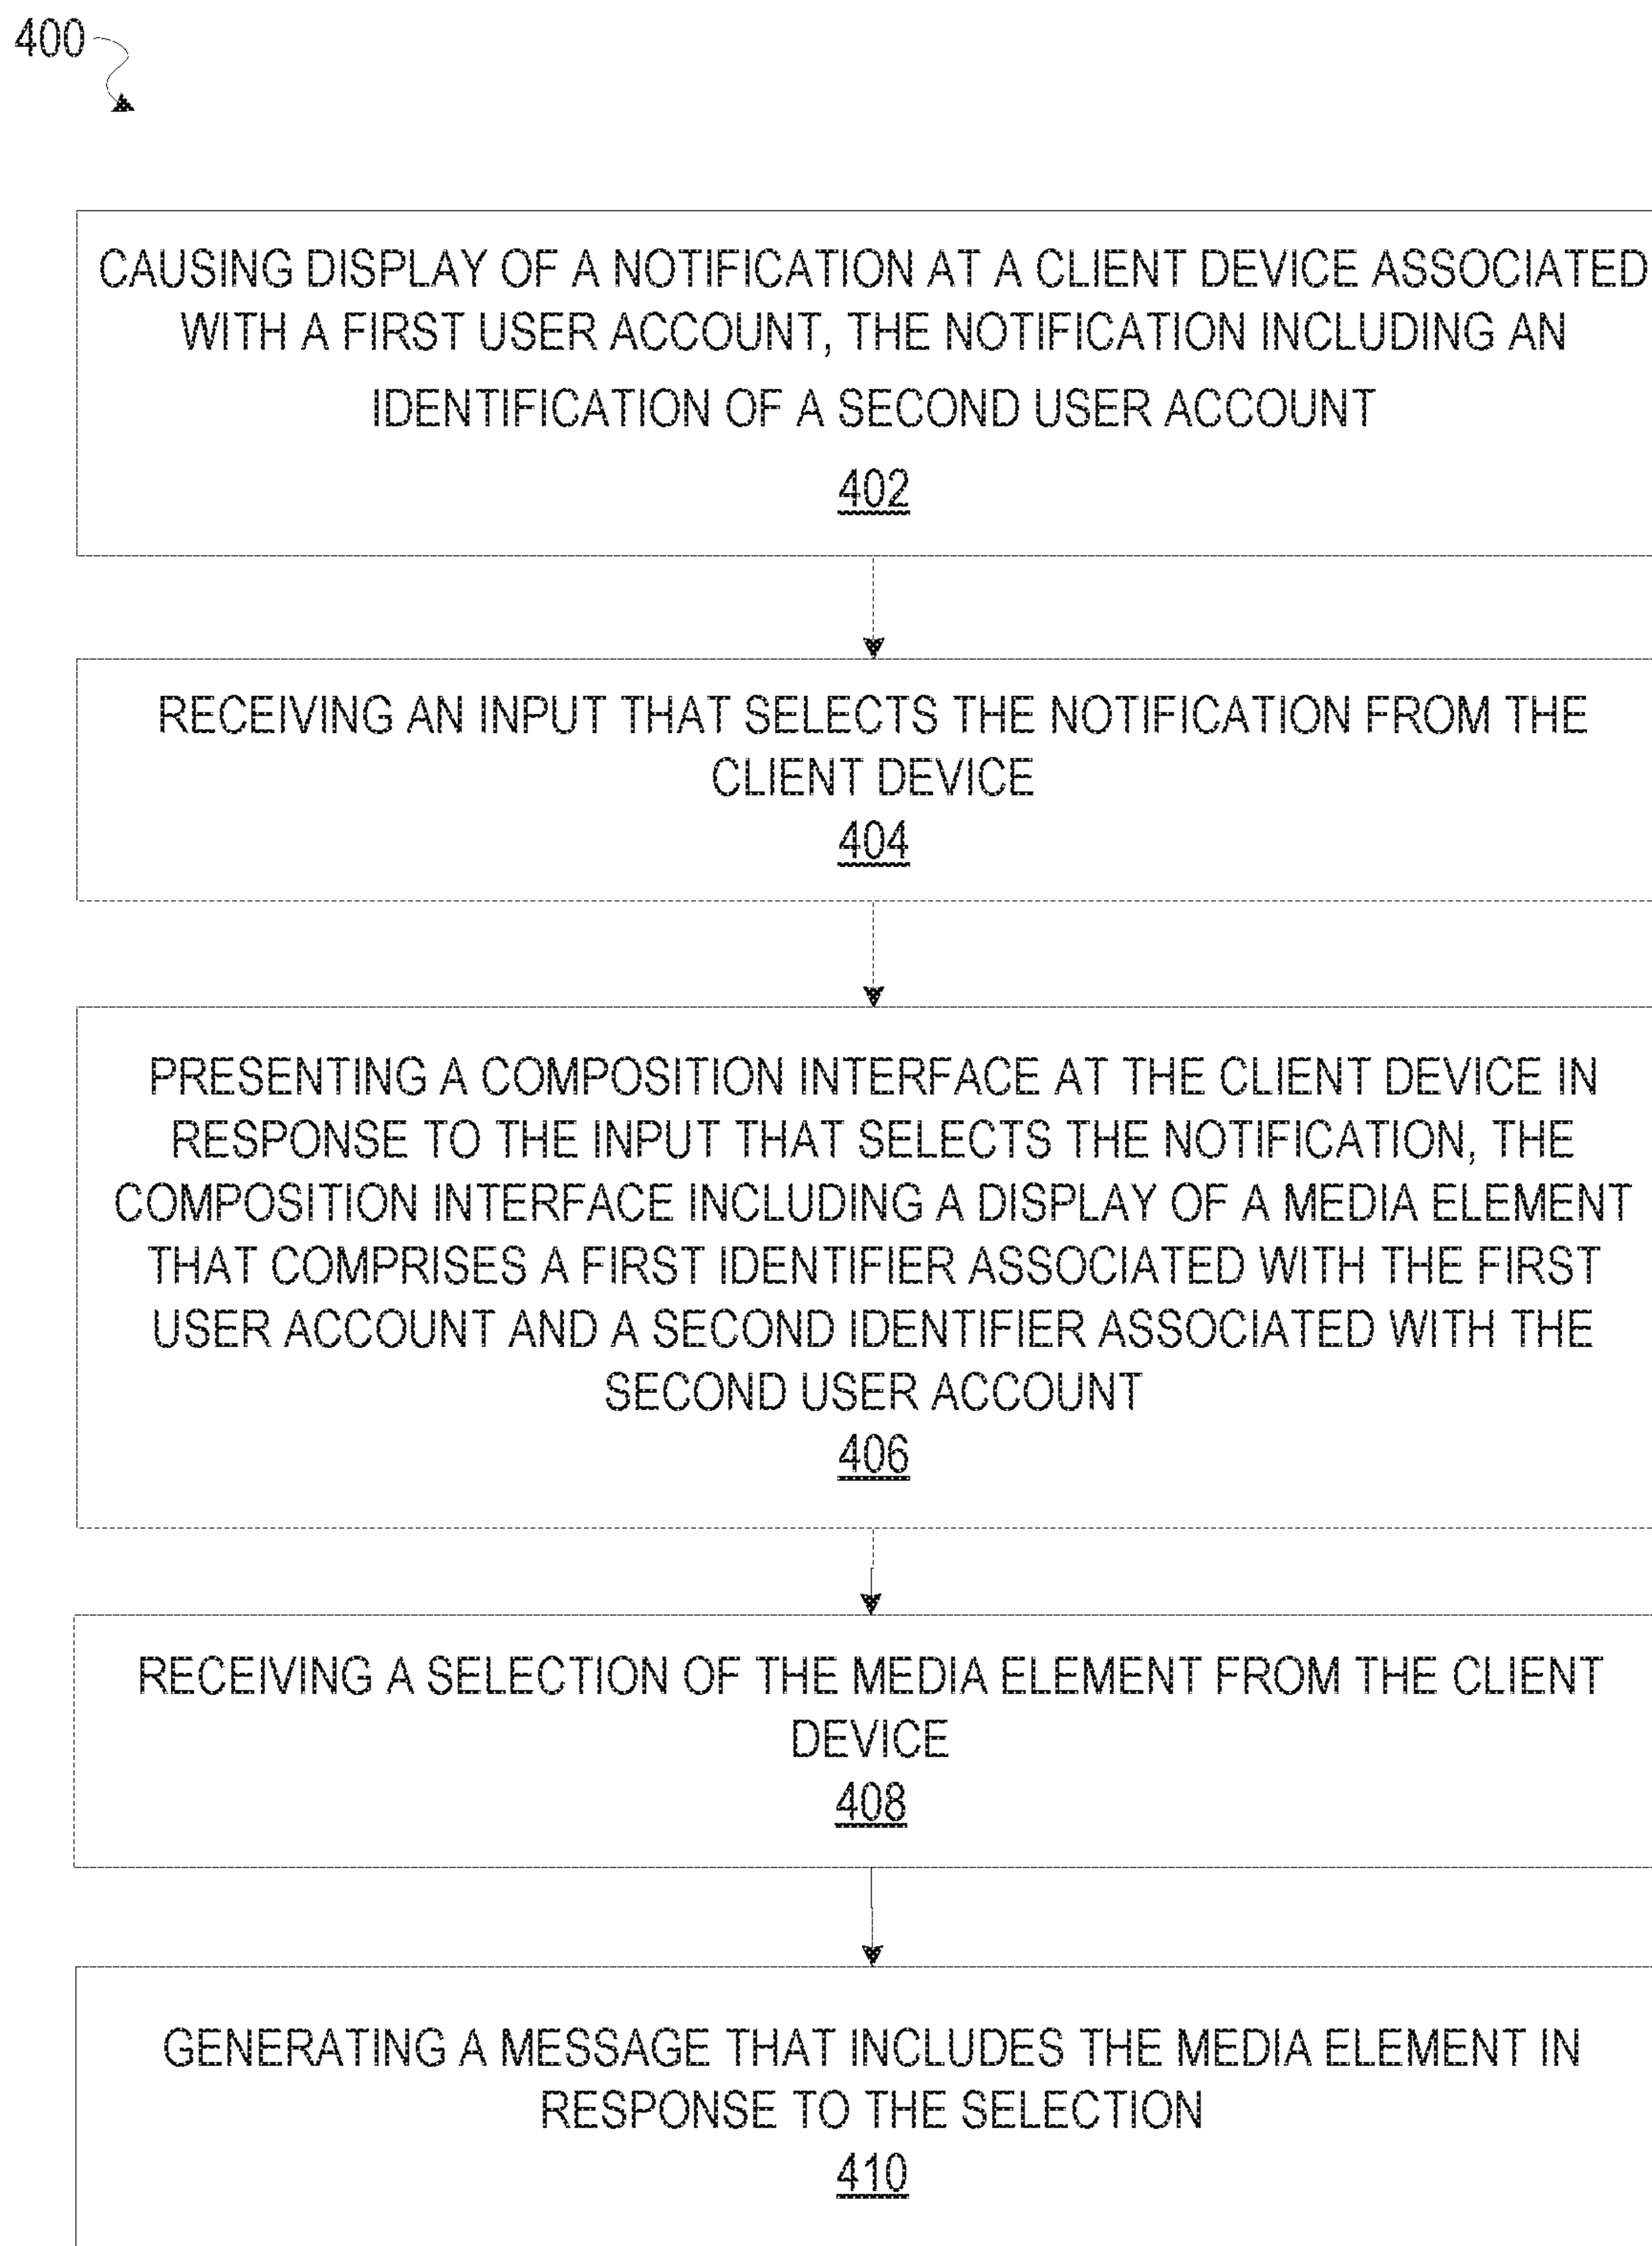 400
CAUSING DISPLAY OF A NOTIFICATION AT A CLIENT DEVICE ASSOCIATED
WITH A FIRST USER ACCOUNT, THE NOTIFICATION INCLUDING AN
IDENTIFICATION OF A SECOND USER ACCOUNT
402
RECEIVING AN INPUT THAT SELECTS THE NOTIFICATION FROM THE
CLIENT DEVICE
404
PRESENTING A COMPOSITION INTERFACE AT THE CLIENT DEVICE IN
RESPONSE TO THE INPUT THAT SELECTS THE NOTIFICATION, THE
COMPOSITION INTERFACE INCLUDING A DISPLAY OF A MEDIA ELEMENT
THAT COMPRISES A FIRST IDENTIFIER ASSOCIATED WITH THE FIRST
USER ACCOUNT AND A SECOND IDENTIFIER ASSOCIATED WITH THE
SECOND USER ACCOUNT
406
RECEIVING A SELECTION OF THE MEDIA ELEMENT FROM THE CLIENT
DEVICE
408
GENERATING A MESSAGE THAT INCLUDES THE MEDIA ELEMENT IN
RESPONSE TO THE SELECTION
410